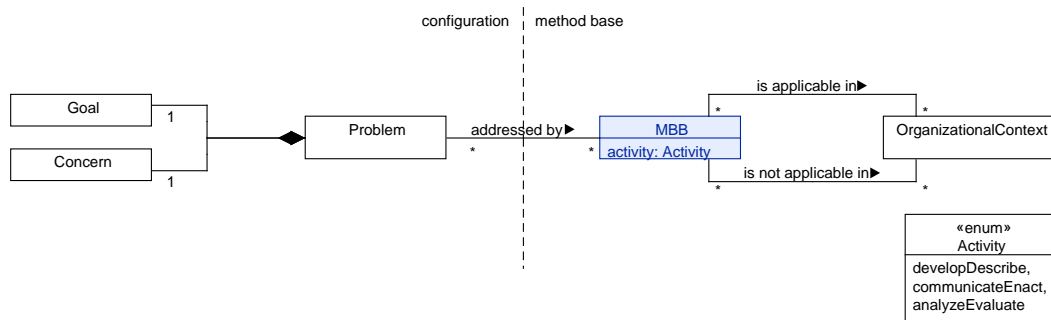 configuration method base
is applicable in▶
Goal
1
* *
Problem
addressed by▶
MBB
OrganizationalContext
* *
activity: Activity
Concern
1
is not applicable in▶
* *
«enum»
Activity
developDescribe,
communicateEnact,
analyzeEvaluate